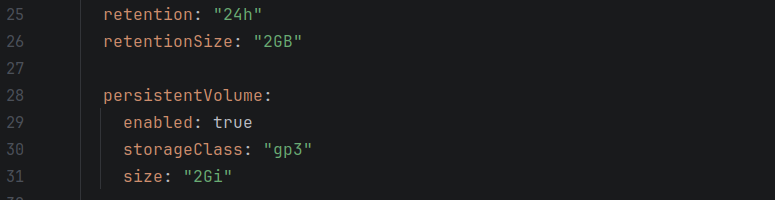 25 retention: "24h"
26 retentionSize: "2GB"
27
28 persistentVolume:
29 enabled: true
30 storageClass: "gp3"
31 size: "2Gi"